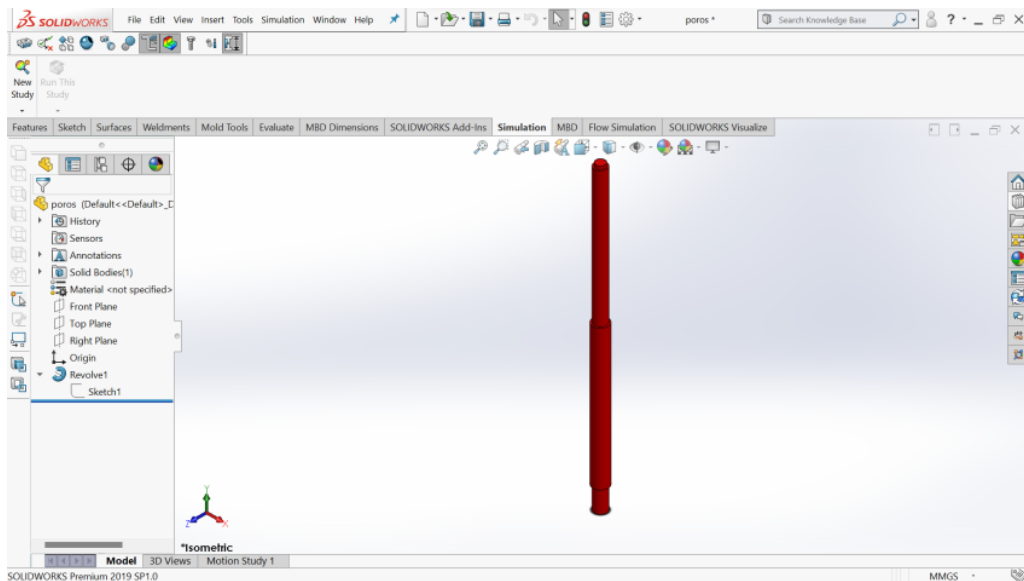 SOLIDWORKS File Edit View Insert Tools Simulation Window Help poros * Search Knowledge Base ?
New Study
Run This Study
Features Sketch Surfaces Weldments Mold Tools Evaluate MBD Dimensions SOLIDWORKS Add-Ins Simulation MBD Flow Simulation SOLIDWORKS Visualize
poros (Default<<Default>_D
History
Sensors
A Annotations
Solid Bodies(1)
Material <not specified>
Front Plane
Top Plane
Right Plane
Origin
Revolve1
Sketch1
Y
Z X
*Isometric
Model 3D Views Motion Study 1
SOLIDWORKS Premium 2019 SP1.0 MMGS